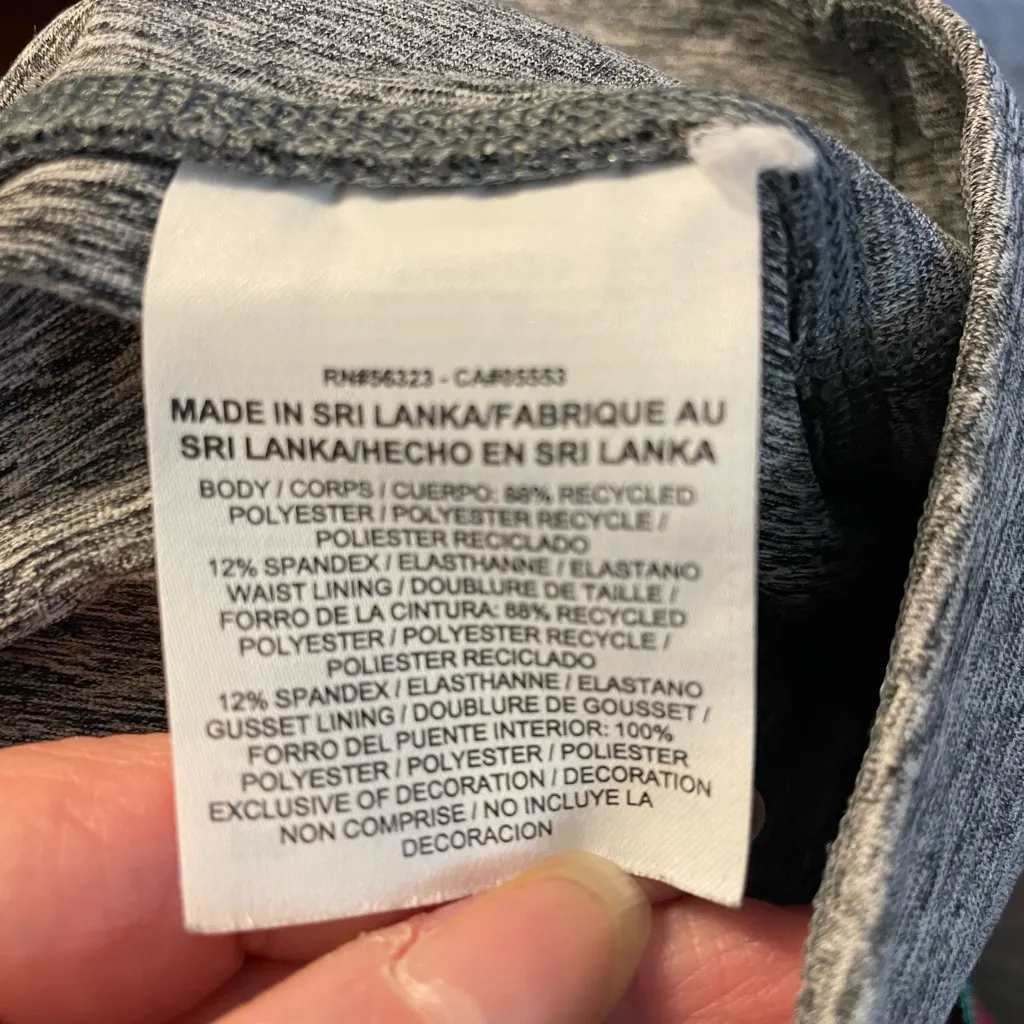 RN#56323 - CA#05553
MADE IN SRI LANKA/FABRIQUE AU
SRI LANKA/HECHO EN SRI LANKA
BODY / CORPS / CUERPO: 88% RECYCLED
POLYESTER / POLYESTER RECYCLE /
POLIESTER RECICLADO
12% SPANDEX / ELASTHANNE / ELASTANO
WAIST LINING / DOUBLURE DE TAILLE /
FORRO DE LA CINTURA: 88% RECYCLED
POLYESTER / POLYESTER RECYCLE /
POLIESTER RECICLADO
12% SPANDEX / ELASTHANNE / ELASTANO
GUSSET LINING / DOUBLURE DE GOUSSET /
FORRO DEL PUENTE INTERIOR: 100%
POLYESTER / POLYESTER / POLIESTER
EXCLUSIVE OF DECORATION / DECORATION
NON COMPRISE / NO INCLUYE LA
DECORACION